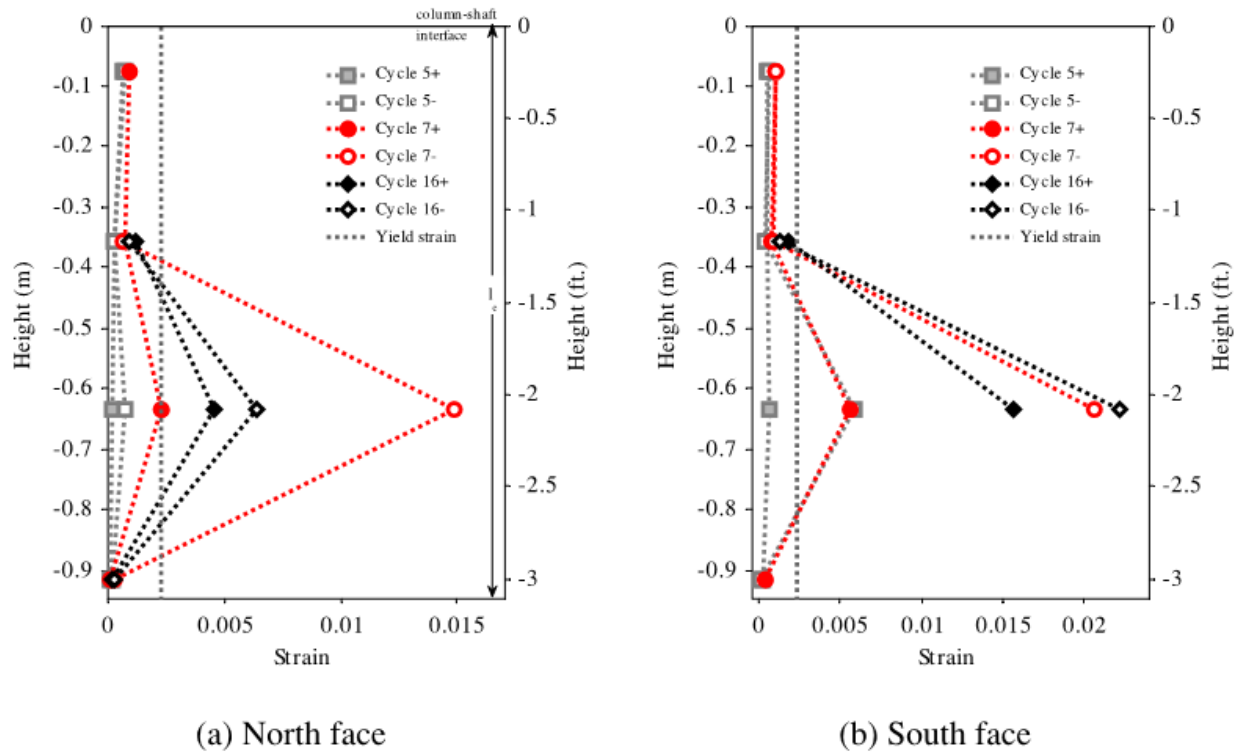 column-shaft
interface
0
-0.1
-0.2
-0.3
-0.4
-0.5
-0.6
-0.7
-0.8
-0.9
Height (m)
Cycle 5+
Cycle 5-
Cycle 7+
Cycle 7-
Cycle 16+
Cycle 16-
Yield strain
0
-0.5
-1
-1.5
-2
-2.5
-3
Height (ft.)
0
0.005
0.01
0.015
Strain
(a) North face
0
-0.1
-0.2
-0.3
-0.4
-0.5
-0.6
-0.7
-0.8
-0.9
Height (m)
Cycle 5+
Cycle 5-
Cycle 7+
Cycle 7-
Cycle 16+
Cycle 16-
Yield strain
0
-0.5
-1
-1.5
-2
-2.5
-3
Height (ft.)
0
0.005
0.01
0.015
0.02
Strain
(b) South face